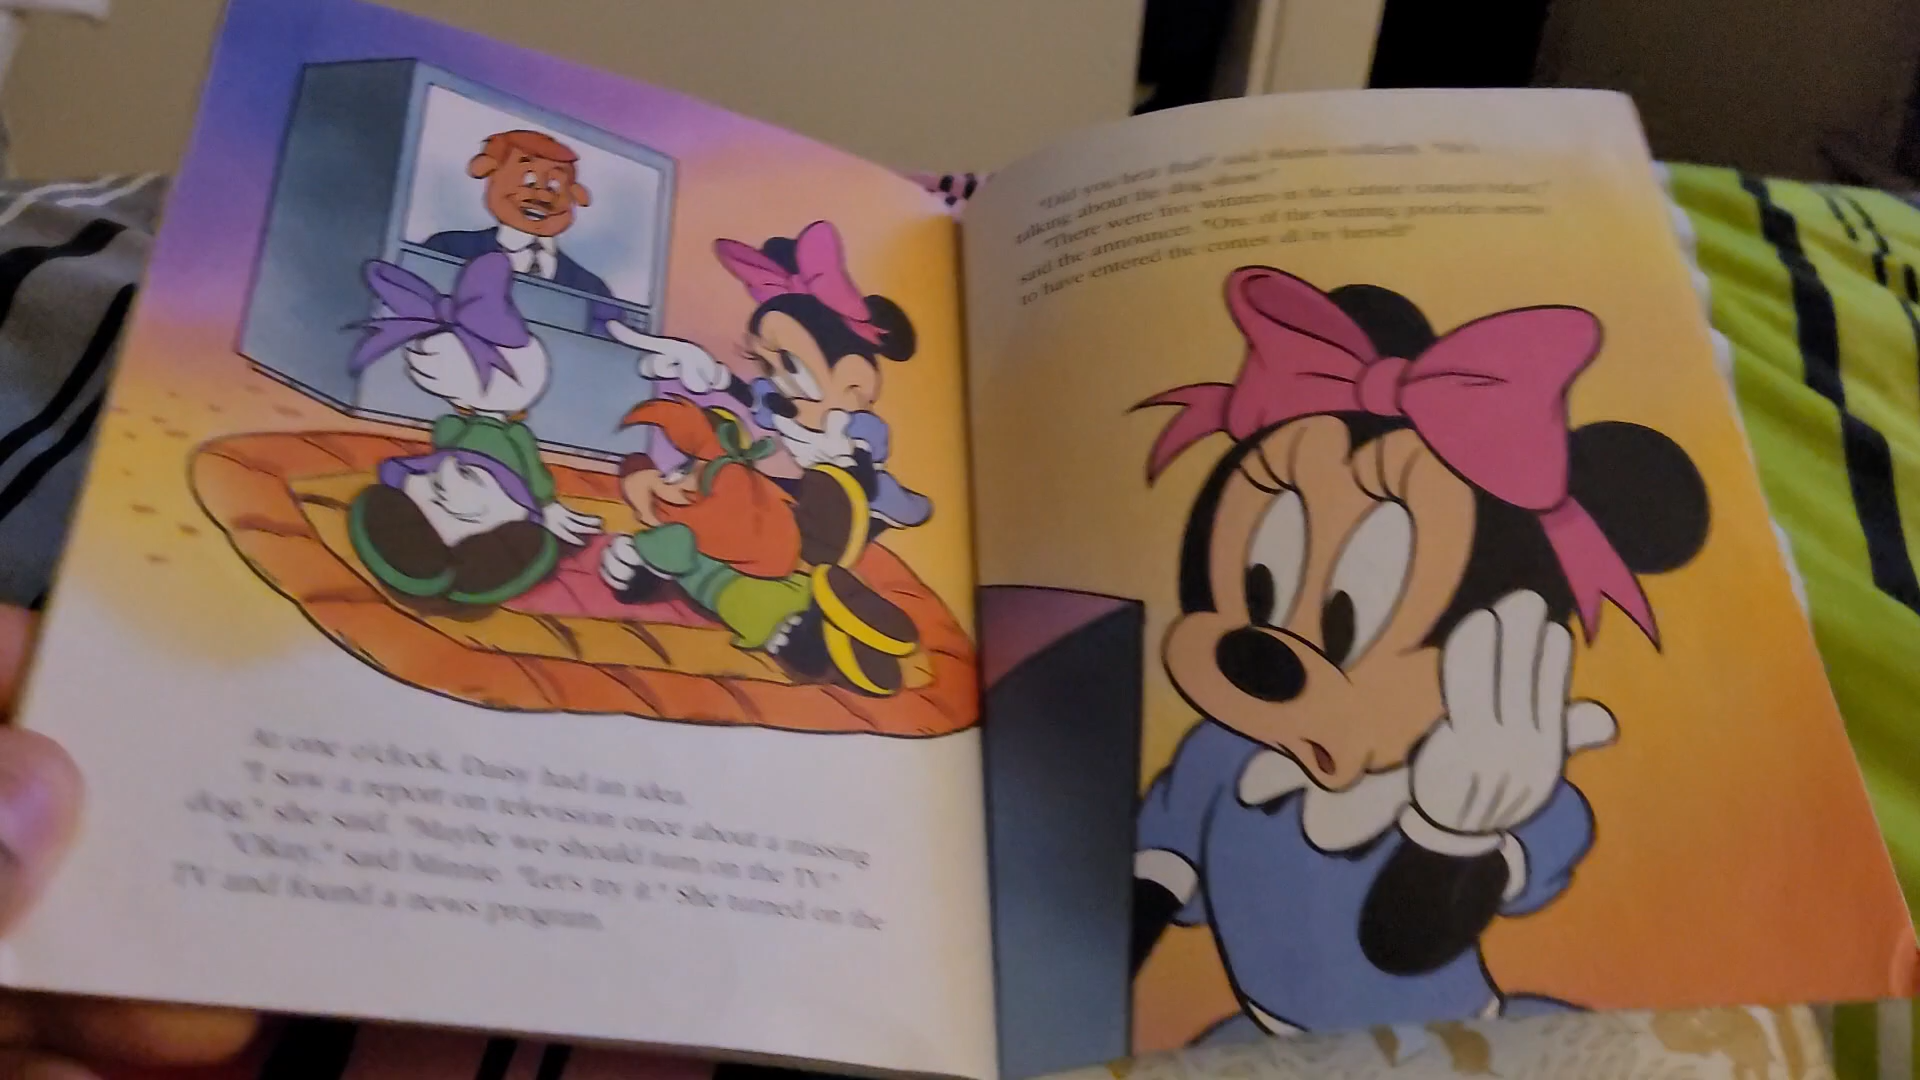 At one o'clock, Daisy had an idea.
"I saw a report on television once about a missing
dog," she said. "Maybe we should turn on the TV."
"Okay," said Minnie. "Let's try it." She turned on the
TV and found a news program.
"Did you hear that?" said Minnie "He's
talking about the dog show."
"There were five winners in the canine contest today,"
said the announcer. "One of the winning pooches seems
to have entered the contest all by herself!"